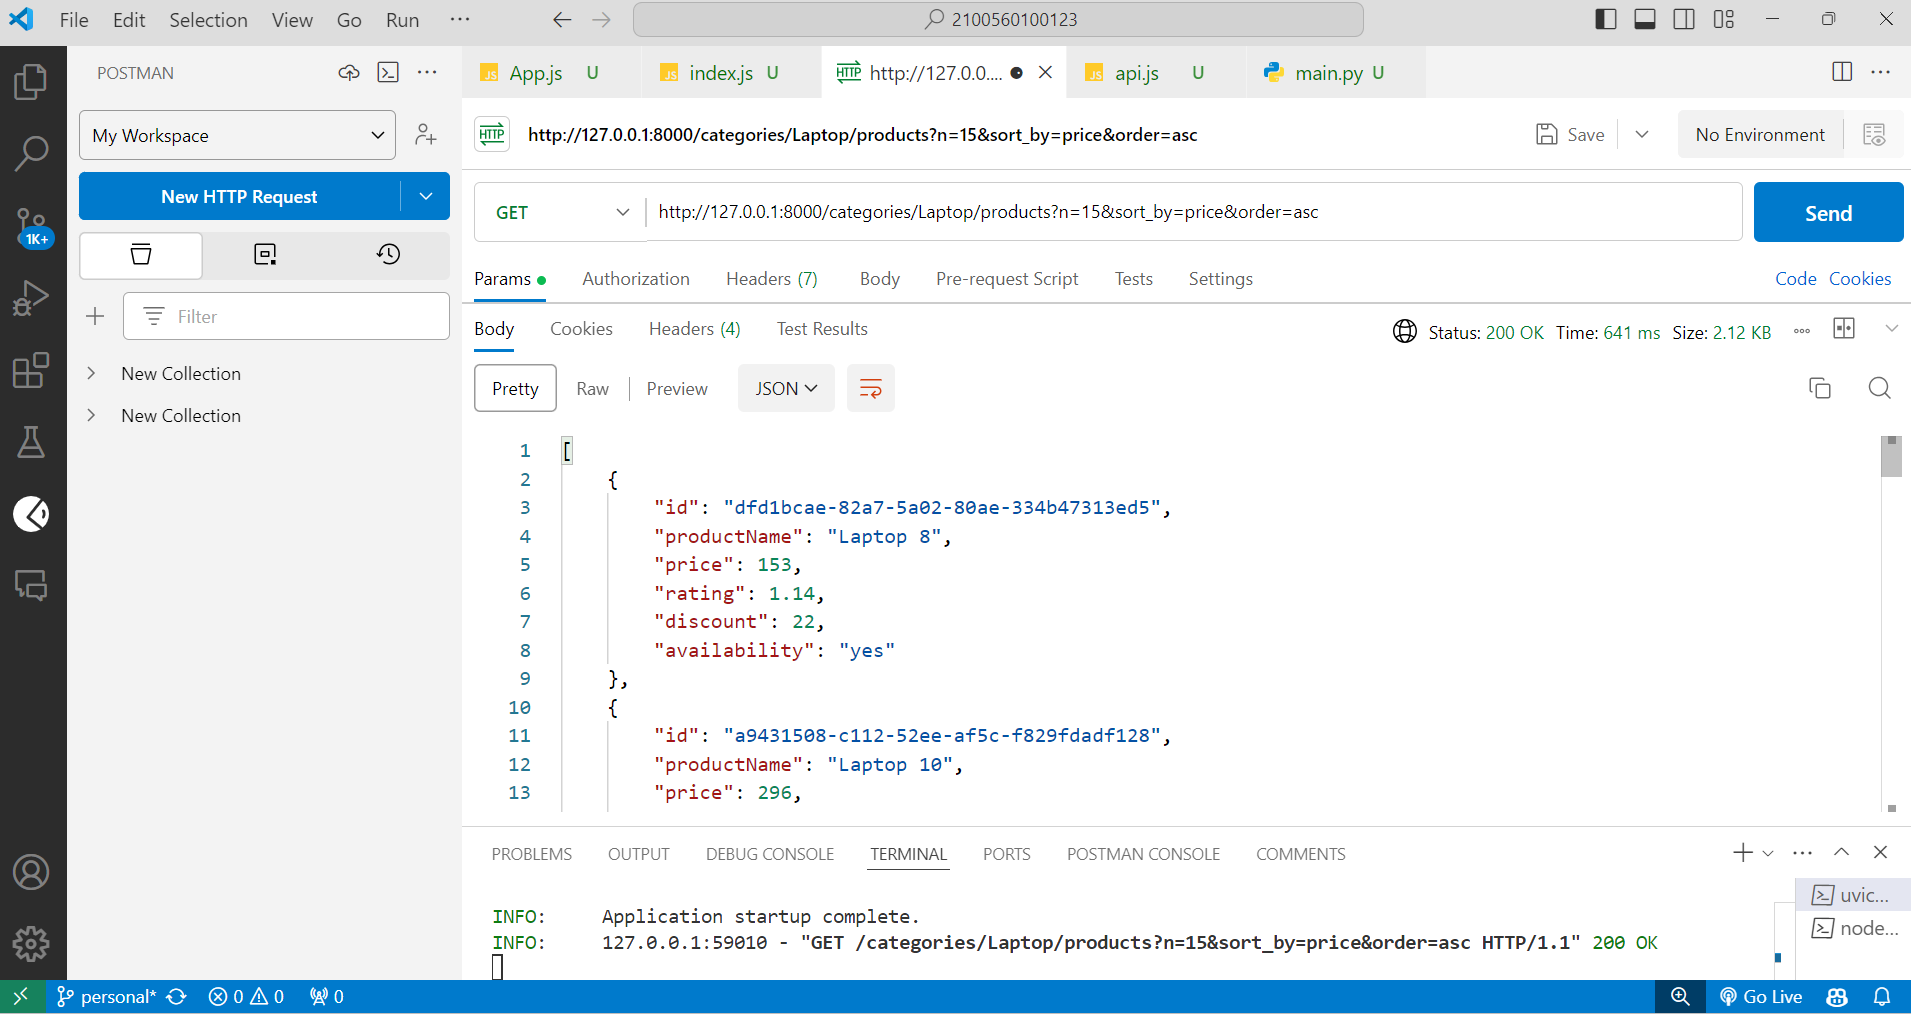 File Edit Selection View Go Run ··· 2100560100123
POSTMAN
App.js U index.js U http://127.0.0.... api.js U main.py U
My Workspace
http://127.0.0.1:8000/categories/Laptop/products?n=15&sort_by=price&order=asc Save No Environment
New HTTP Request
GET http://127.0.0.1:8000/categories/Laptop/products?n=15&sort_by=price&order=asc Send
1K+
Params Authorization Headers (7) Body Pre-request Script Tests Settings Code Cookies
Filter
Body Cookies Headers (4) Test Results Status: 200 OK Time: 641 ms Size: 2.12 KB
New Collection
New Collection
Pretty Raw Preview JSON
1 [
2 {
3 "id": "dfd1bcae-82a7-5a02-80ae-334b47313ed5",
4 "productName": "Laptop 8",
5 "price": 153,
6 "rating": 1.14,
7 "discount": 22,
8 "availability": "yes"
9 },
10 {
11 "id": "a9431508-c112-52ee-af5c-f829fdadf128",
12 "productName": "Laptop 10",
13 "price": 296,
PROBLEMS OUTPUT DEBUG CONSOLE TERMINAL PORTS POSTMAN CONSOLE COMMENTS
INFO: Application startup complete.
INFO: 127.0.0.1:59010 - "GET /categories/Laptop/products?n=15&sort_by=price&order=asc HTTP/1.1" 200 OK
uvic...
node...
personal* 0 0 0 Go Live